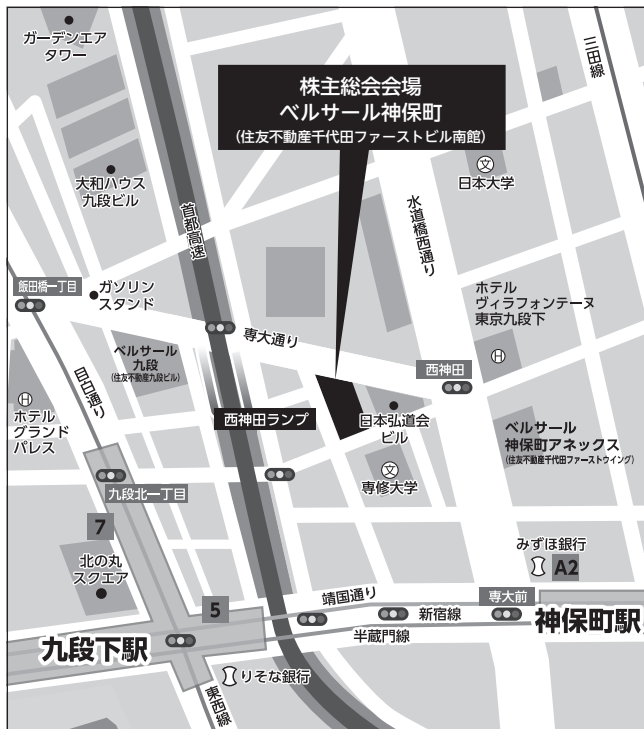 ガーデンエア
タワー
三田線
株主総会会場
ベルサール神保町
(住友不動産千代田ファーストビル南館)
文
日本大学
大和ハウス
九段ビル
首都高速
水道橋西通り
飯田橋一丁目
ガソリン
スタンド
ホテル
ヴィラフォンテーヌ
東京九段下
H
専大通り
ベルサール
九段
(住友不動産九段ビル)
目白通り
西神田
H
ホテル
グランド
パレス
西神田ランプ
日本弘道会
ビル
ベルサール
神保町アネックス
(住友不動産千代田ファーストウイング)
文
専修大学
九段北一丁目
7
北の丸
スクエア
みずほ銀行
A2
5
靖国通り
専大前
新宿線
神保町駅
半蔵門線
九段下駅
りそな銀行
東西線